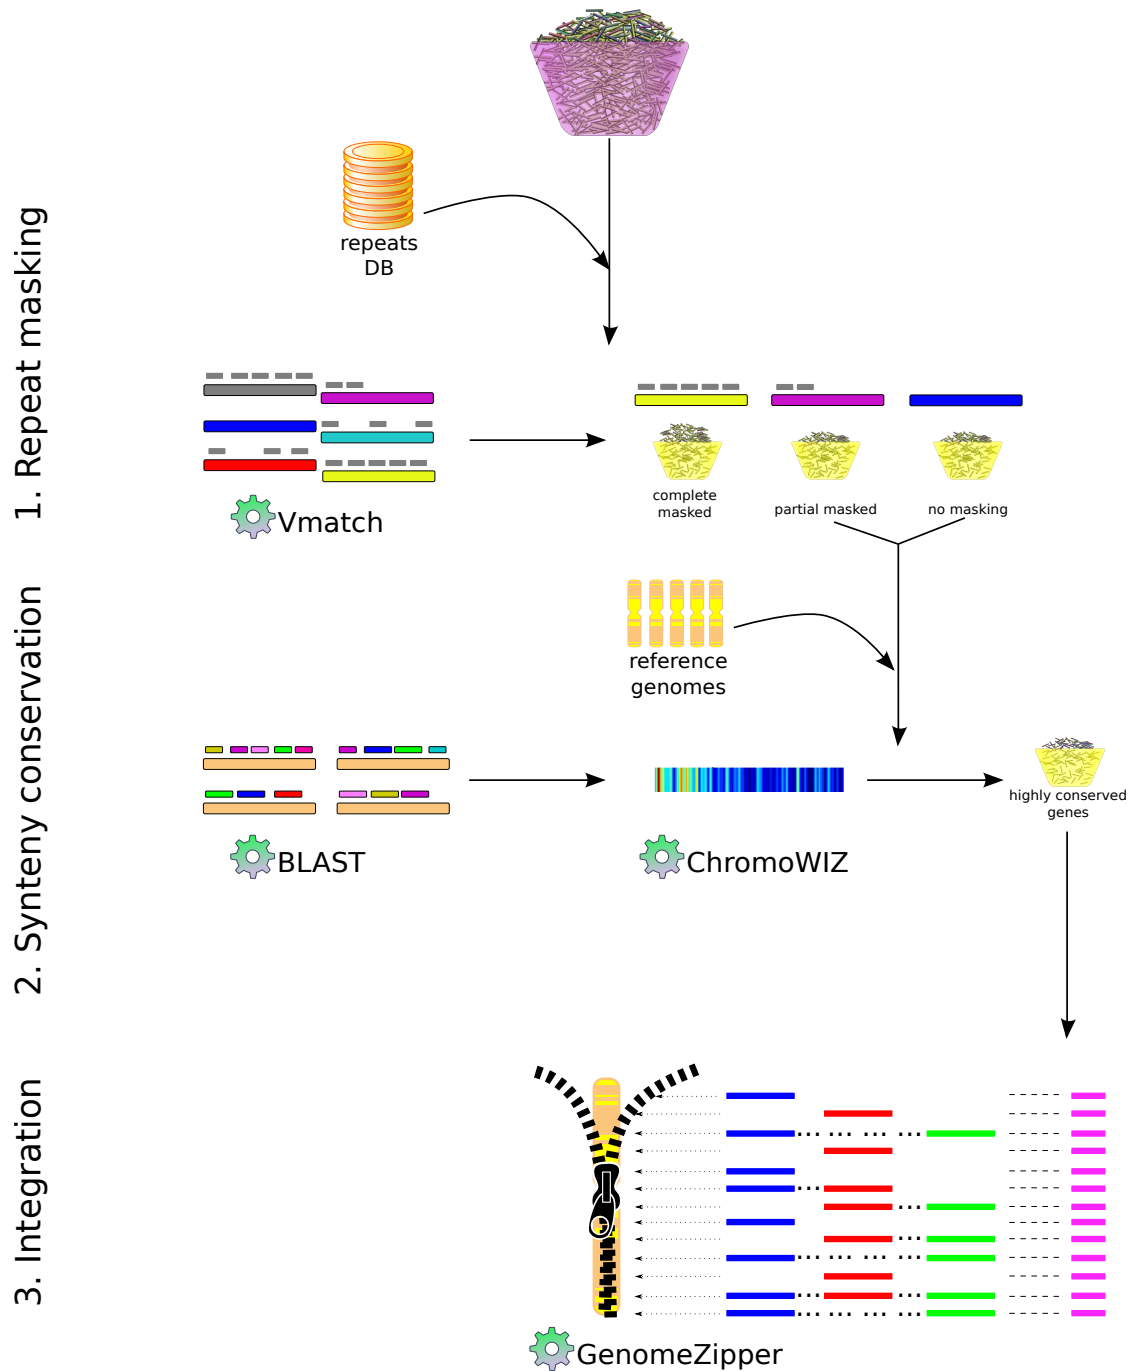 1. Repeat masking
repeats
DB
Vmatch
complete
masked
partial masked
no masking
2. Synteny conservation
reference
genomes
BLAST
ChromoWIZ
highly conserved
genes
3. Integration
GenomeZipper